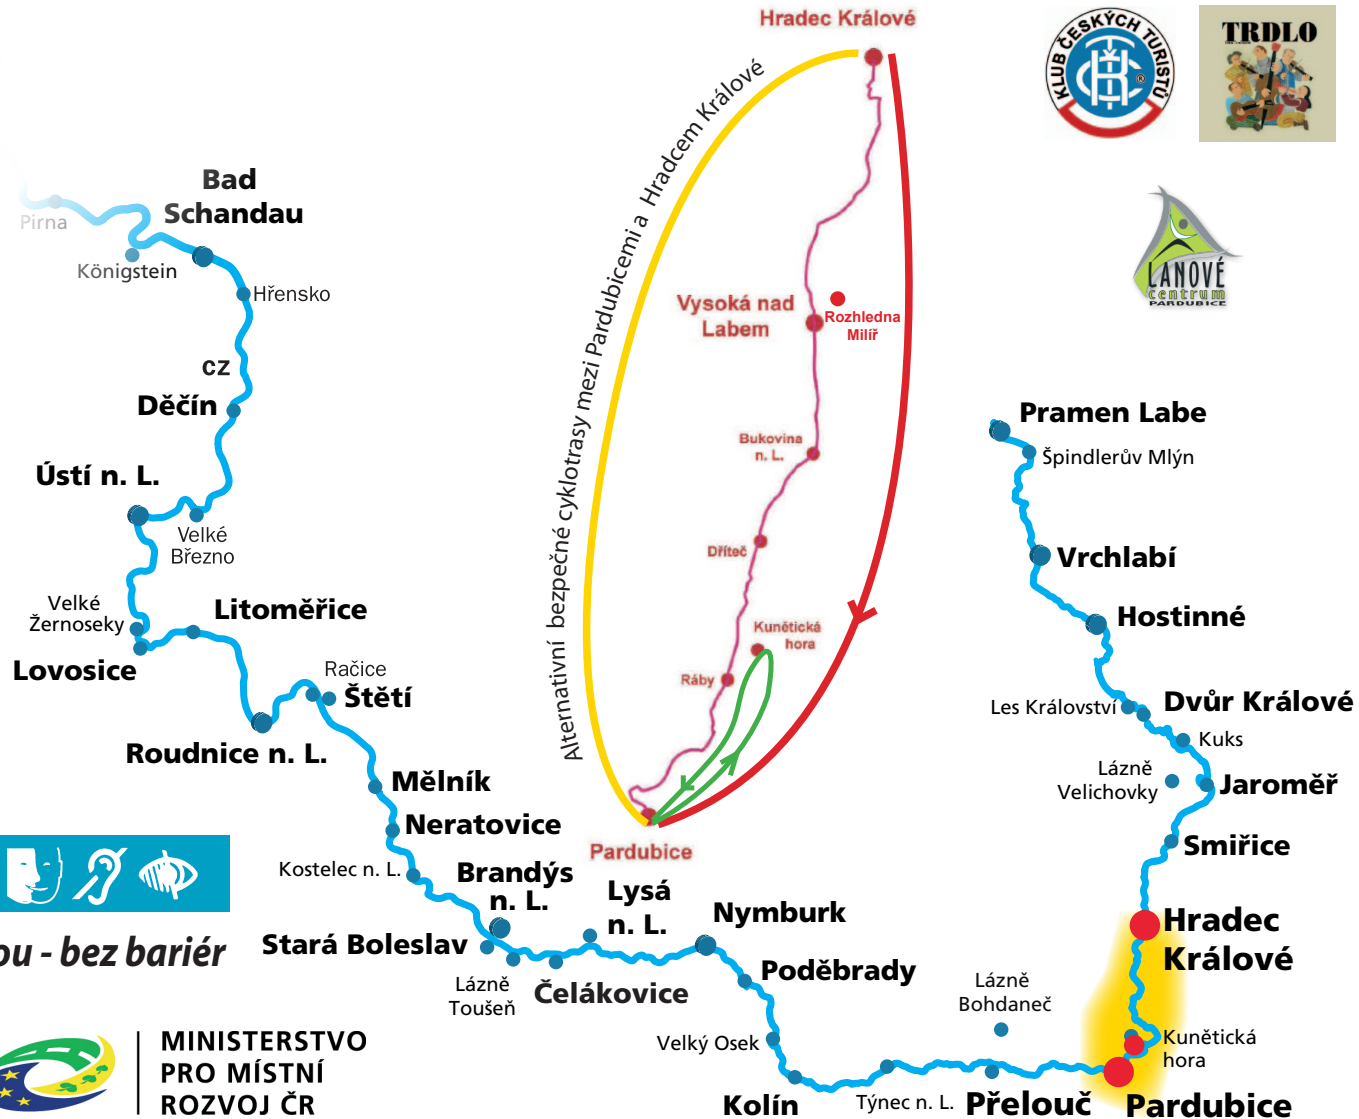 Hradec Králové
KLUB ČESKÝCH TURISTŮ
KČT
®
TRDLO
Alternativní bezpečné cyklotrasy mezi Pardubicemi a Hradcem Králové
Bad
Schandau
Pirna
Königstein
Hřensko
LANOVÉ
centrum
PARDUBICE
Vysoká nad
Labem
Rozhledna
Milíř
CZ
Děčín
Pramen Labe
Špindlerův Mlýn
Bukovina
n. L.
Ústí n. L.
Velké
Březno
Dříteč
Vrchlabí
Velké
Žernoseky
Litoměřice
Hostinné
Kunětická
hora
Lovosice
Račice
Štětí
Ráby
Les Království
Dvůr Králové
Kuks
Roudnice n. L.
Mělník
Lázně
Velichovky
Jaroměř
Neratovice
Pardubice
Smiřice
Kostelec n. L.
Brandýs
n. L.
Lysá
n. L.
Nymburk
Hradec
Králové
ou - bez bariér
Stará Boleslav
Lázně
Toušeň
Čelákovice
Poděbrady
Lázně
Bohdaneč
Velký Osek
Kunětická
hora
MINISTERSTVO
PRO MÍSTNÍ
ROZVOJ ČR
Kolín
Týnec n. L.
Přelouč
Pardubice